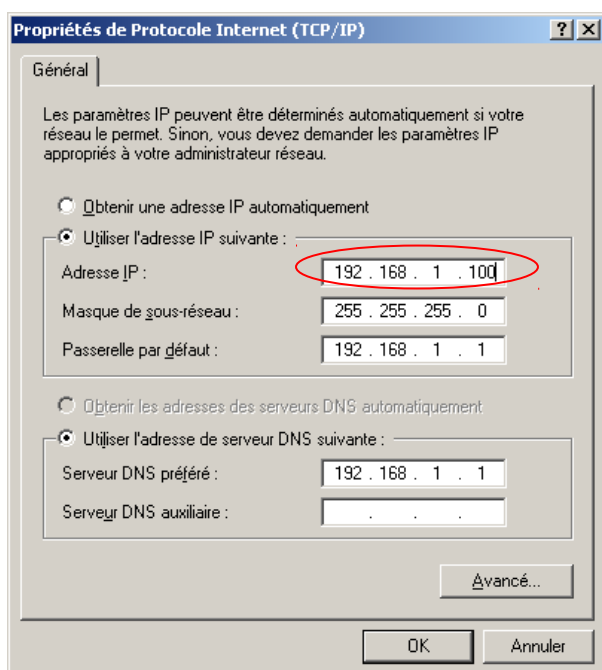 Propriétés de Protocole Internet (TCP/IP)
Général
Les paramètres IP peuvent être déterminés automatiquement si votre
réseau le permet. Sinon, vous devez demander les paramètres IP
appropriés à votre administrateur réseau.
Obtenir une adresse IP automatiquement
Utiliser l'adresse IP suivante :
Adresse IP : 192 . 168 . 1 . 100
Masque de sous-réseau : 255 . 255 . 255 . 0
Passerelle par défaut : 192 . 168 . 1 . 1
Obtenir les adresses des serveurs DNS automatiquement
Utiliser l'adresse de serveur DNS suivante :
Serveur DNS préféré : 192 . 168 . 1 . 1
Serveur DNS auxiliaire : . . .
Avancé...
OK Annuler